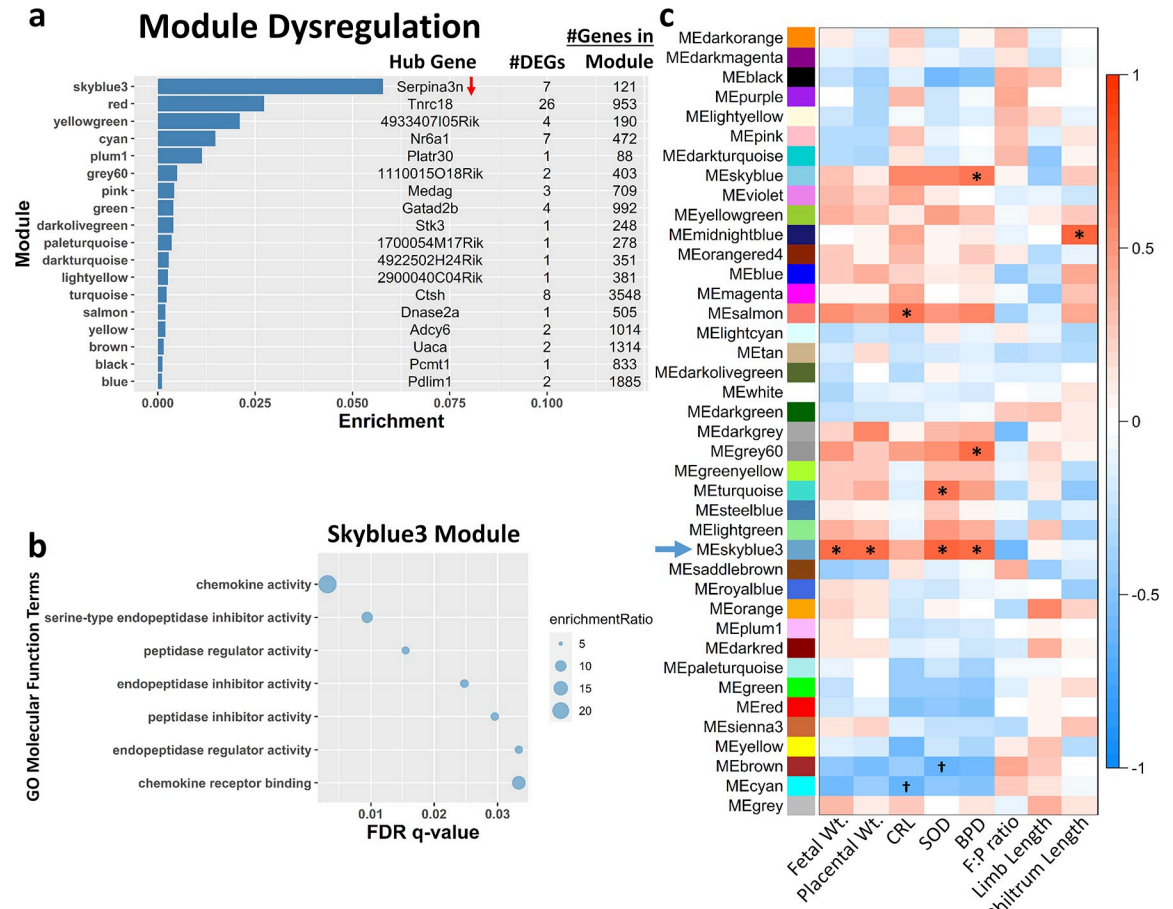 a
Module Dysregulation
Hub Gene #DEGs #Genes in Module
skyblue3 Serpina3n 7 121
red Tnrc18 26 953
yellowgreen 4933407I05Rik 4 190
cyan Nr6a1 7 472
plum1 Platr30 1 88
grey60 1110015O18Rik 2 403
pink Medag 3 709
green Gatad2b 4 992
darkolivegreen Stk3 1 248
paleturquoise 1700054M17Rik 1 278
darkturquoise 4922502H24Rik 1 351
lightyellow 2900040C04Rik 1 381
turquoise Ctsh 8 3548
salmon Dnase2a 1 505
yellow Adcy6 2 1014
brown Uaca 2 1314
black Pcmt1 1 833
blue Pdlim1 2 1885
Module
0.000 0.025 0.050 0.075 0.100
Enrichment
b
Skyblue3 Module
chemokine activity
serine-type endopeptidase inhibitor activity
peptidase regulator activity
endopeptidase inhibitor activity
peptidase inhibitor activity
endopeptidase regulator activity
chemokine receptor binding
GO Molecular Function Terms
0.01 0.02 0.03
FDR q-value
enrichmentRatio
5
10
15
20
c
MEdarkorange
MEdarkmagenta
MEblack
MEpurple
MElightyellow
MEpink
MEdarkturquoise
MEskyblue *
MEviolet
MEyellowgreen
MEmidnightblue *
MEorangered4
MEblue
MEmagenta
MEsalmon *
MElightcyan
MEtan
MEdarkolivegreen
MEwhite
MEdarkgreen
MEdarkgrey
MEgrey60 *
MEgreenyellow
MEturquoise *
MEsteelblue
MElightgreen
MEskyblue3 * * * *
MEsaddlebrown
MEroyalblue
MEorange
MEplum1
MEdarkred
MEpaleturquoise
MEgreen
MEred
MEsienna3
MEyellow
MEbrown †
MEcyan †
MEgrey
Fetal Wt.
Placental Wt.
CRL
SOD
BPD
F:P ratio
Limb Length
Philtrum Length
1
0.5
0
-0.5
-1